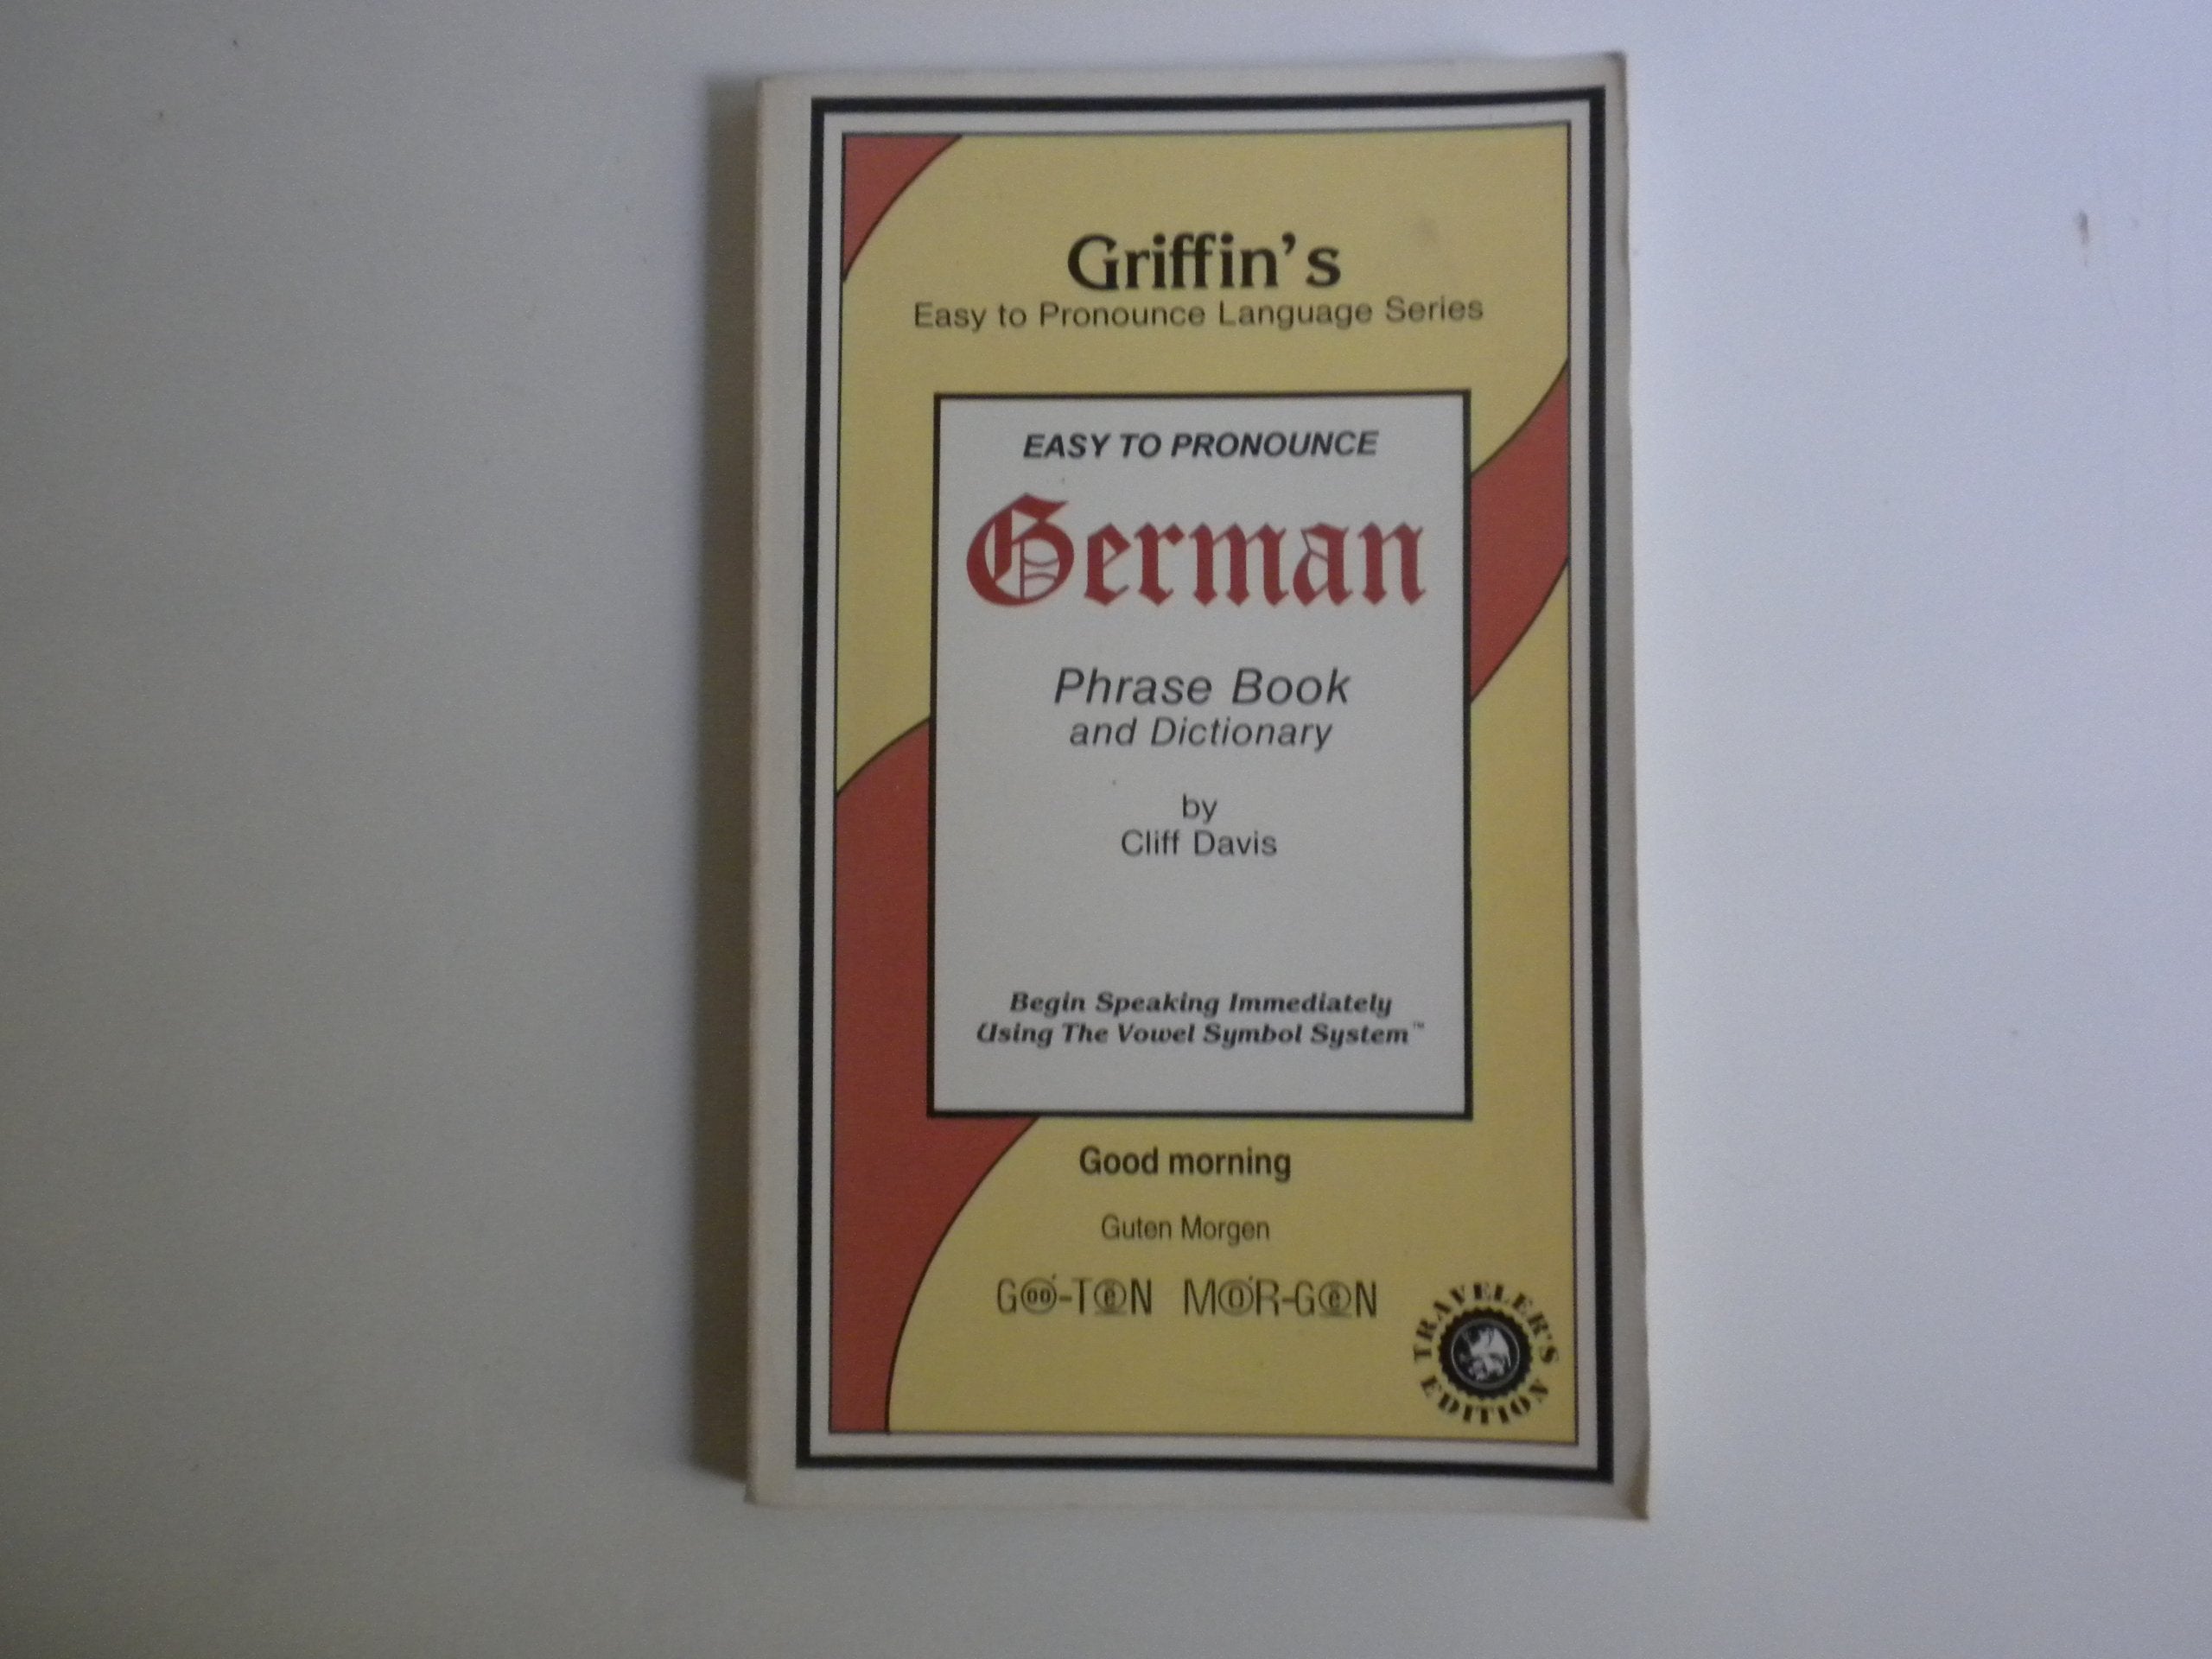 Griffin's
Easy to Pronounce Language Series
EASY TO PRONOUNCE
German
Phrase Book
and Dictionary
by
Cliff Davis
Begin Speaking Immediately
Using The Vowel Symbol System™
Good morning
Guten Morgen
Goo-TeN MoR-GeN
TRAVELER'S EDITION